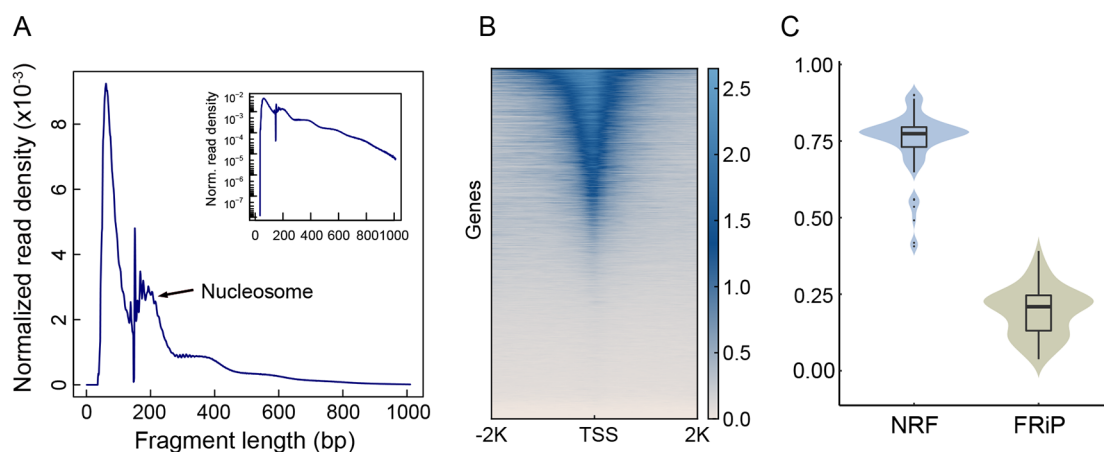 A
Normalized read density (x10⁻³)
8
6
4
2
0
0 200 400 600 800 1000
Fragment length (bp)
Nucleosome
Norm. read density
10⁻²
10⁻³
10⁻⁴
10⁻⁵
10⁻⁶
10⁻⁷
0 200 400 600 800 1000
B
Genes
-2K TSS 2K
2.5
2.0
1.5
1.0
0.5
0.0
C
1.00
0.75
0.50
0.25
0.00
NRF FRiP